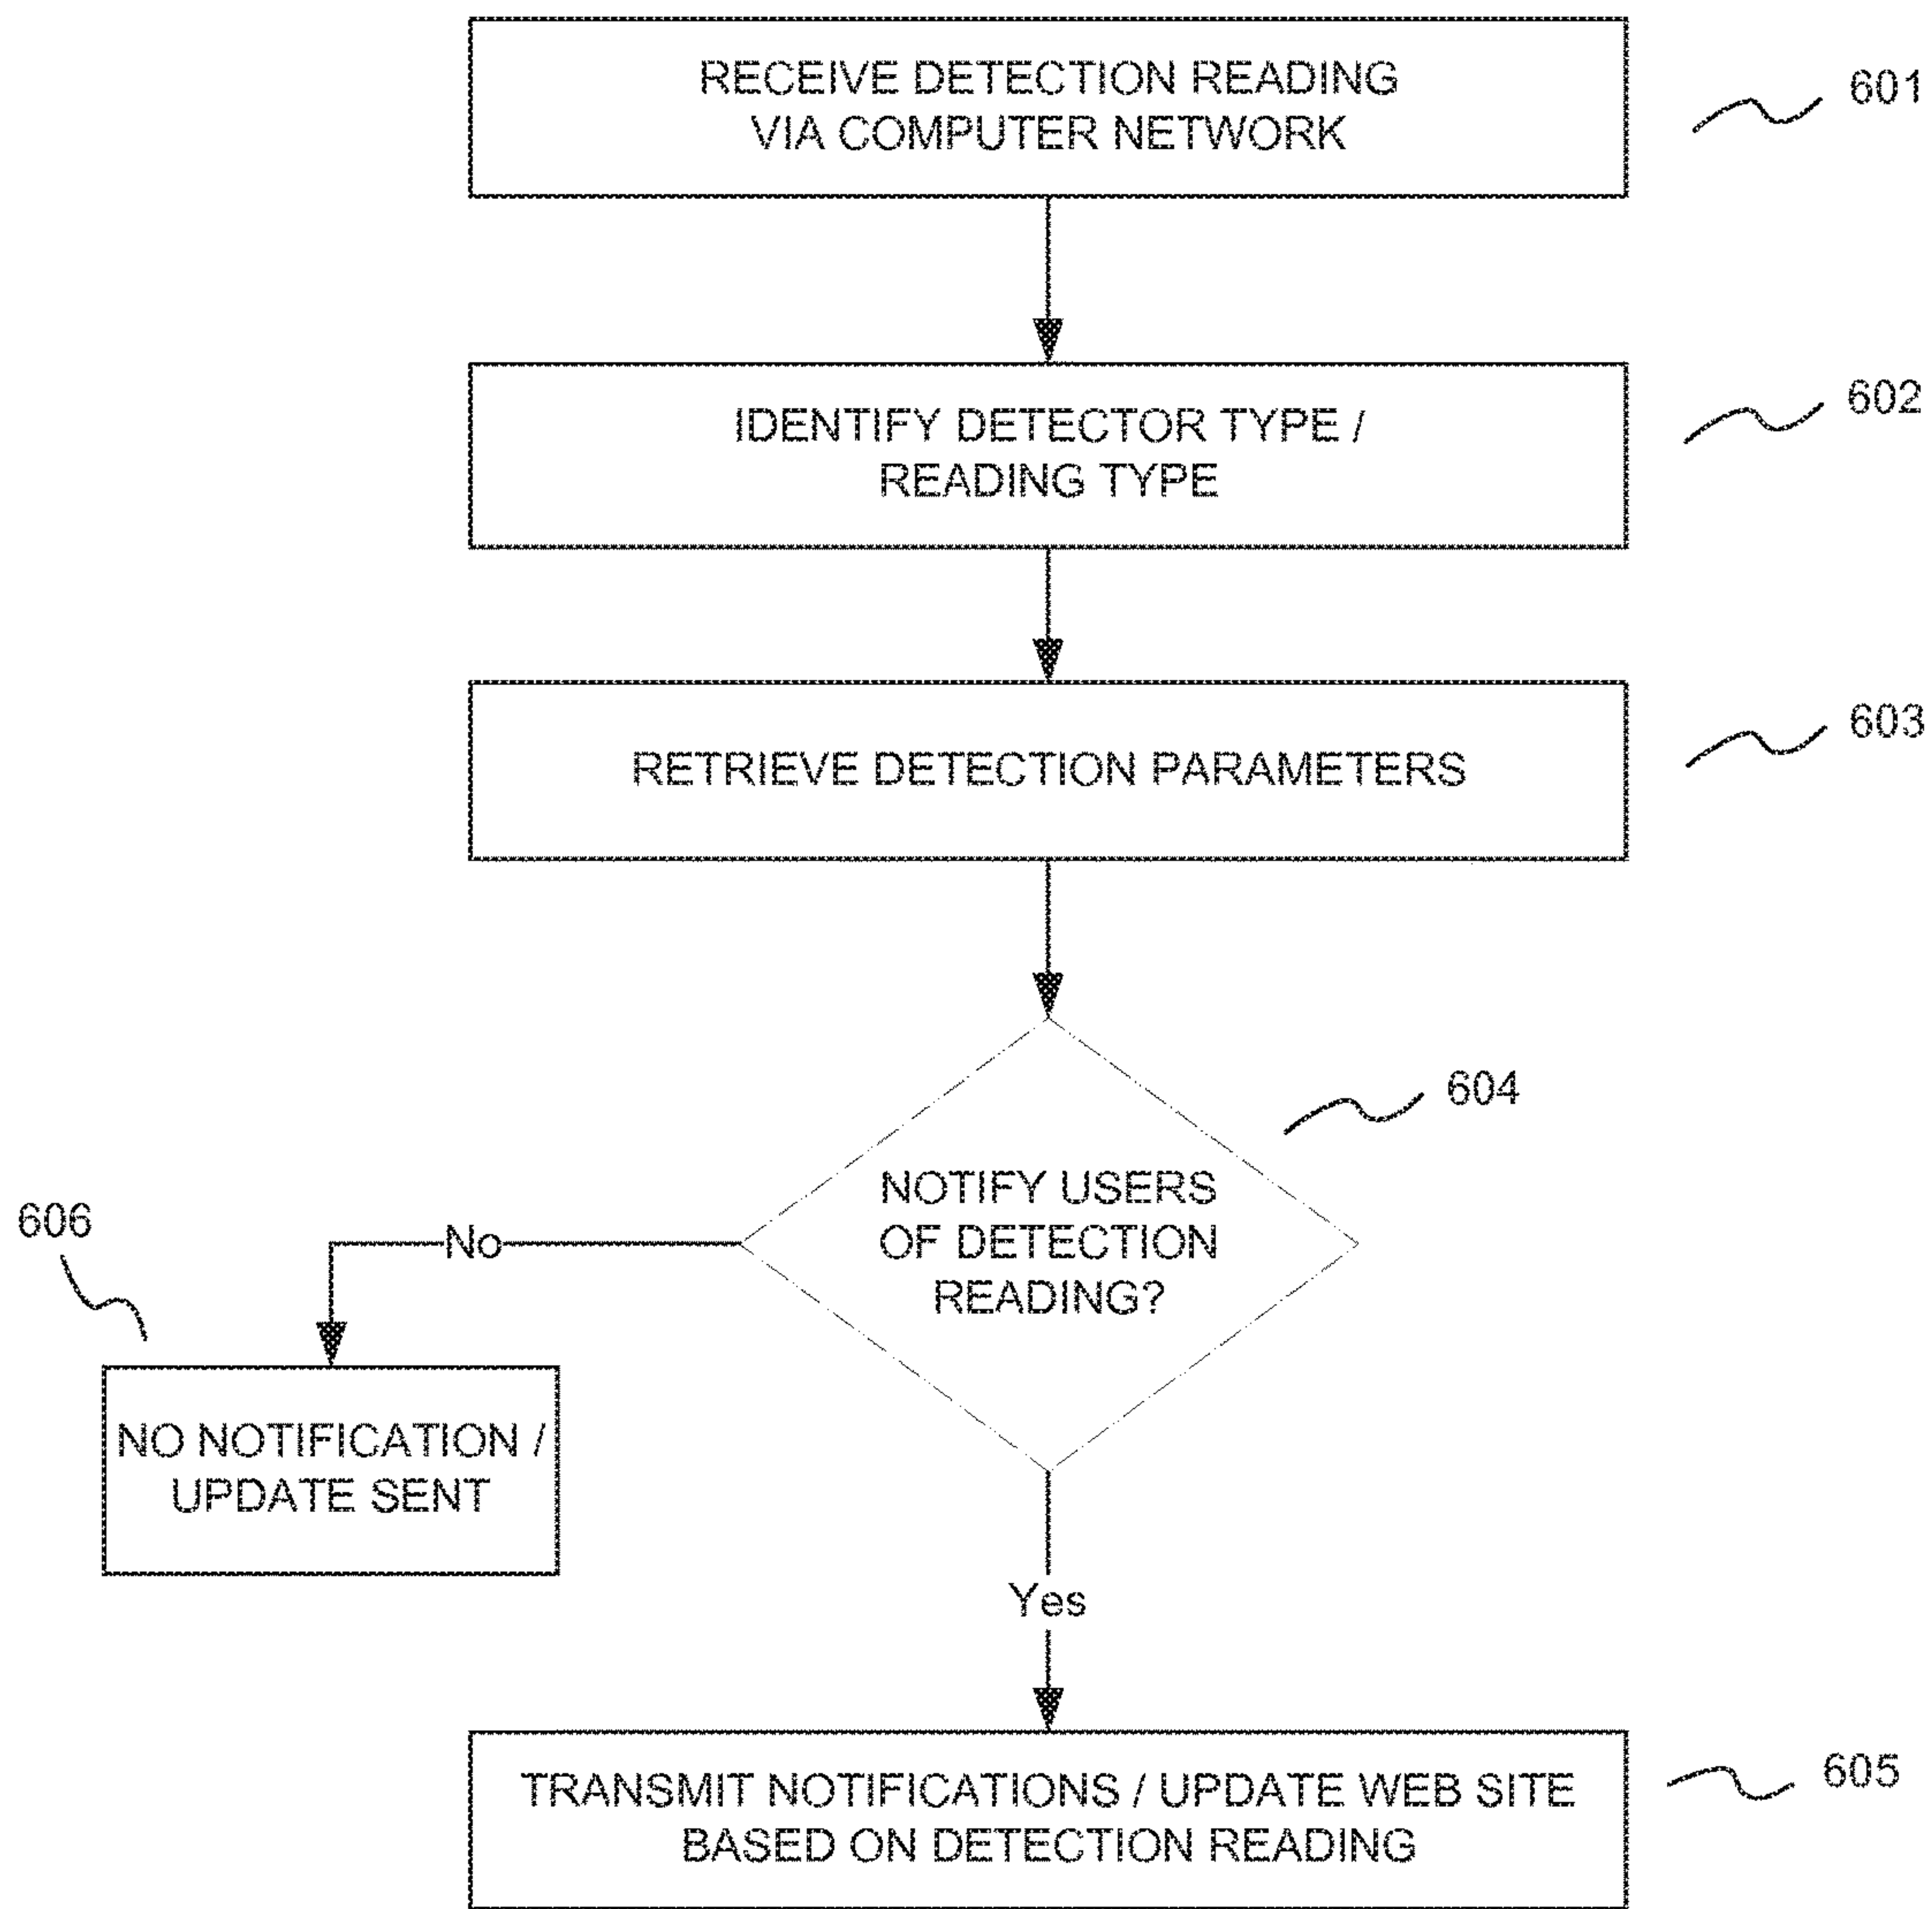 RECEIVE DETECTION READING
VIA COMPUTER NETWORK
601
IDENTIFY DETECTOR TYPE /
READING TYPE
602
RETRIEVE DETECTION PARAMETERS
603
604
NOTIFY USERS
OF DETECTION
READING?
No
606
NO NOTIFICATION /
UPDATE SENT
Yes
TRANSMIT NOTIFICATIONS / UPDATE WEB SITE
BASED ON DETECTION READING
605